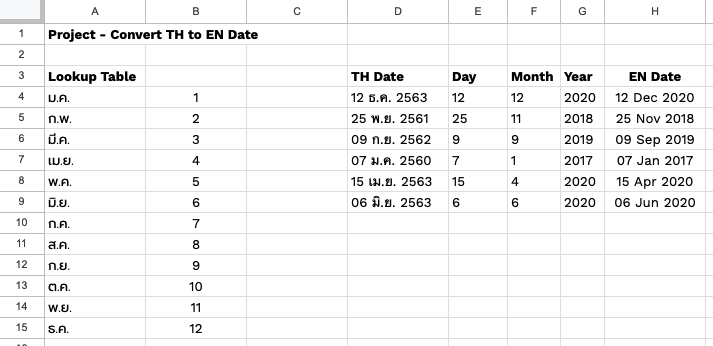 A B C D E F G H
1 Project - Convert TH to EN Date
2
3 Lookup Table TH Date Day Month Year EN Date
4 ม.ค. 1 12 ธ.ค. 2563 12 12 2020 12 Dec 2020
5 ก.พ. 2 25 พ.ย. 2561 25 11 2018 25 Nov 2018
6 มี.ค. 3 09 ก.ย. 2562 9 9 2019 09 Sep 2019
7 เม.ย. 4 07 ม.ค. 2560 7 1 2017 07 Jan 2017
8 พ.ค. 5 15 เม.ย. 2563 15 4 2020 15 Apr 2020
9 มิ.ย. 6 06 มิ.ย. 2563 6 6 2020 06 Jun 2020
10 ก.ค. 7
11 ส.ค. 8
12 ก.ย. 9
13 ต.ค. 10
14 พ.ย. 11
15 ธ.ค. 12